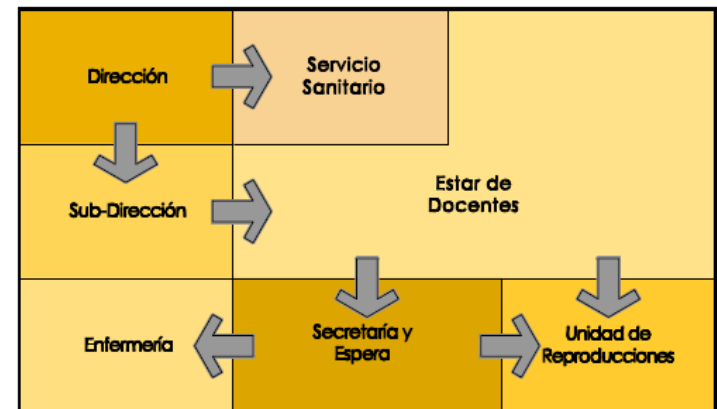 Dirección
Servicio
Sanitario
Sub-Dirección
Estar de
Docentes
Enfermería
Secretaría y
Espera
Unidad de
Reproducciones